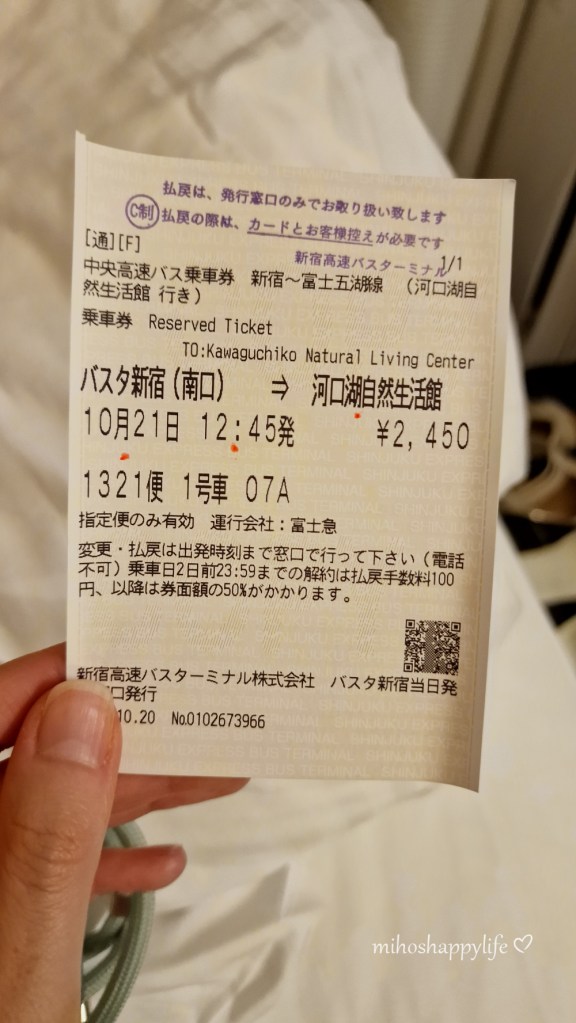 払戻は、発行窓口のみでお取り扱い致します
C制 払戻の際は、カードとお客様控えが必要です
新宿高速バスターミナル
1/1
[通][F]
中央高速バス乗車券 新宿～富士五湖線 （河口湖自
然生活館 行き）
乗車券 Reserved Ticket
TO:Kawaguchiko Natural Living Center
バスタ新宿（南口） ⇒ 河口湖自然生活館
10月21日 12:45発 ¥2,450
1321便 1号車 07A
指定便のみ有効 運行会社：富士急
変更・払戻は出発時刻まで窓口で行って下さい（電話
不可）乗車日2日前23:59までの解約は払戻手数料100
円、以降は券面額の50%がかかります。
新宿高速バスターミナル株式会社 バスタ新宿当日発
口発行
10.20 No.0102673966
mihoshappylife ♡